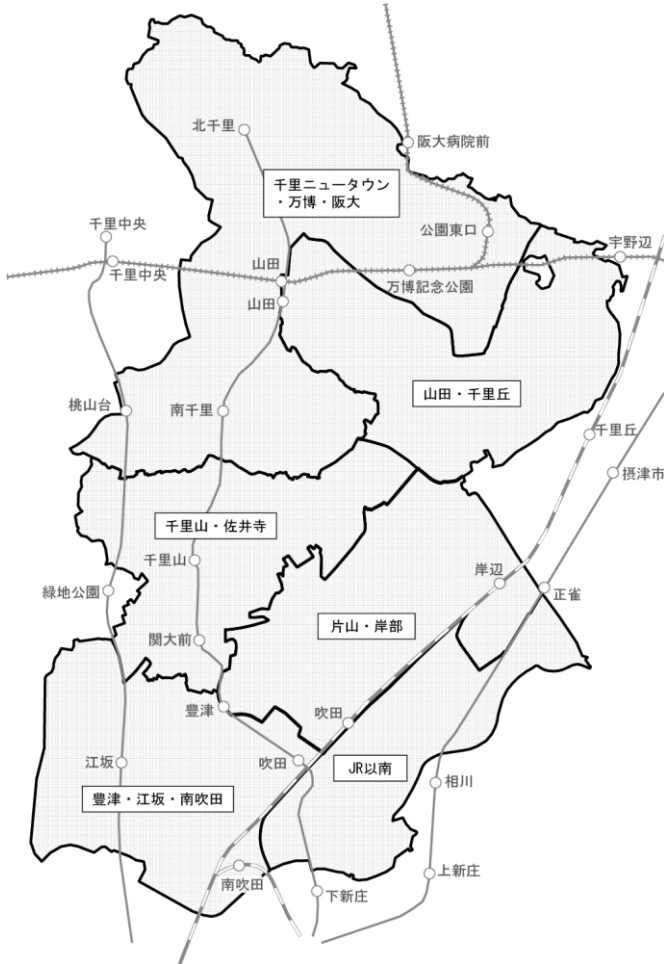 北千里
阪大病院前
千里ニュータウン
・万博・阪大
千里中央
公園東口
宇野辺
千里中央
山田
万博記念公園
山田
山田・千里丘
桃山台
南千里
千里丘
摂津市
千里山・佐井寺
千里山
岸辺
緑地公園
正雀
片山・岸部
関大前
豊津
吹田
江坂
吹田
JR以南
相川
豊津・江坂・南吹田
上新庄
南吹田
下新庄